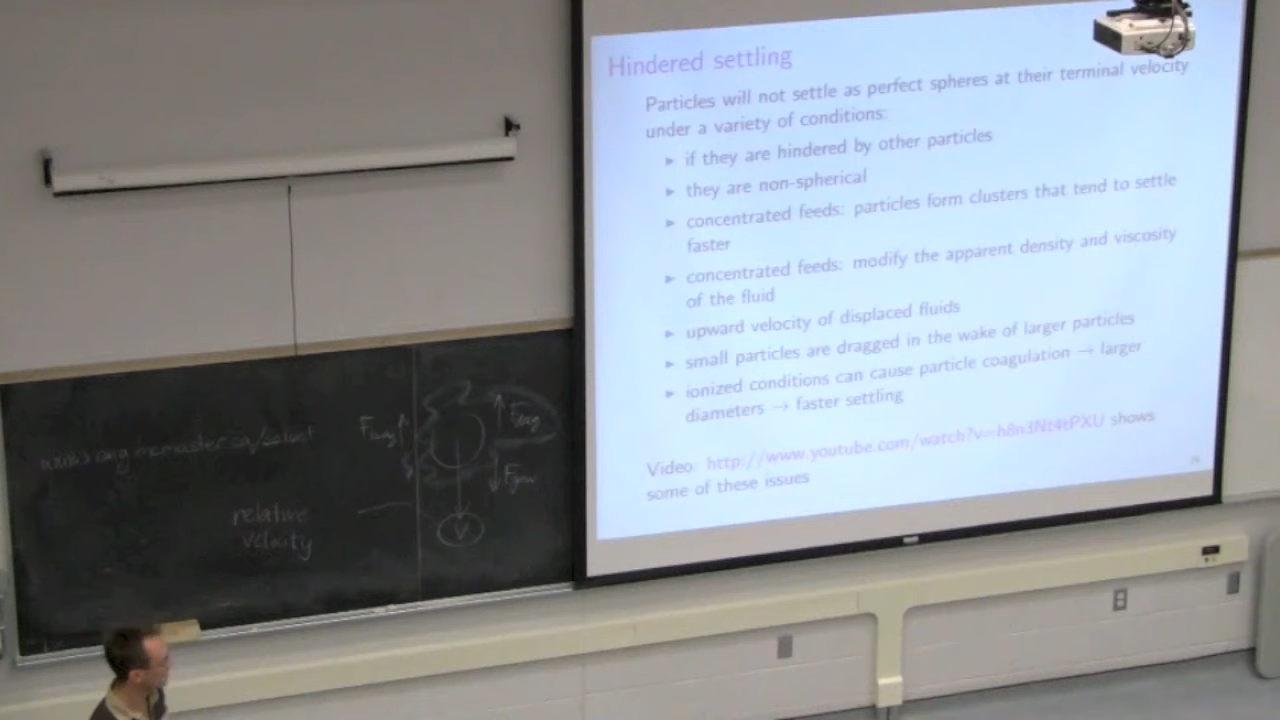 Hindered settling
Particles will not settle as perfect spheres at their terminal velocity
under a variety of conditions:
▶ if they are hindered by other particles
▶ they are non-spherical
▶ concentrated feeds: particles form clusters that tend to settle
faster
▶ concentrated feeds: modify the apparent density and viscosity
of the fluid
▶ upward velocity of displaced fluids
▶ small particles are dragged in the wake of larger particles
▶ ionized conditions can cause particle coagulation → larger
diameters → faster settling
Video: http://www.youtube.com/watch?v=h8n3Nt4tPXU shows
some of these issues
F drag
F grav
relative
velocity
V